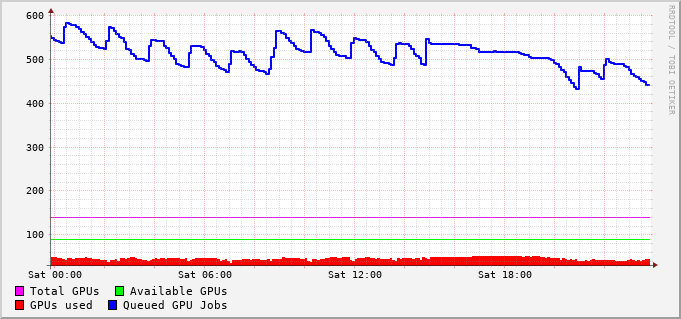 600
500
400
300
200
100
Sat 00:00 Sat 06:00 Sat 12:00 Sat 18:00
Total GPUs Available GPUs
GPUs used Queued GPU Jobs
RRDTOOL / TOBI OETIKER